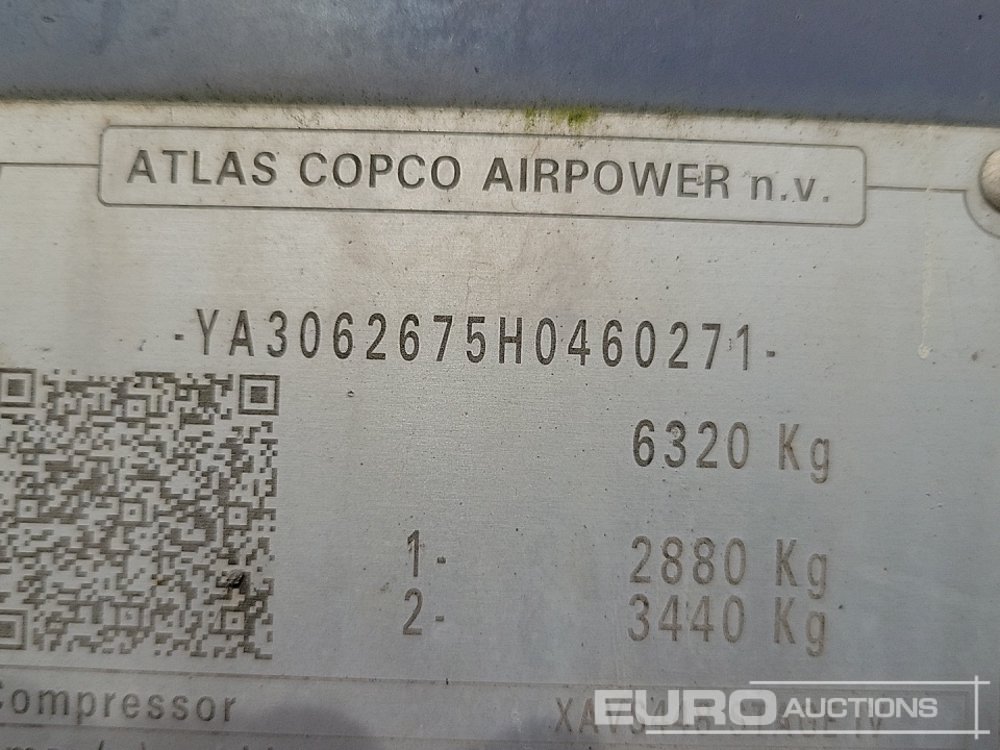 ATLAS COPCO AIRPOWER n.v.
-YA3062675H0460271-
6320 Kg
1- 2880 Kg
2- 3440 Kg
Compressor
EURO AUCTIONS